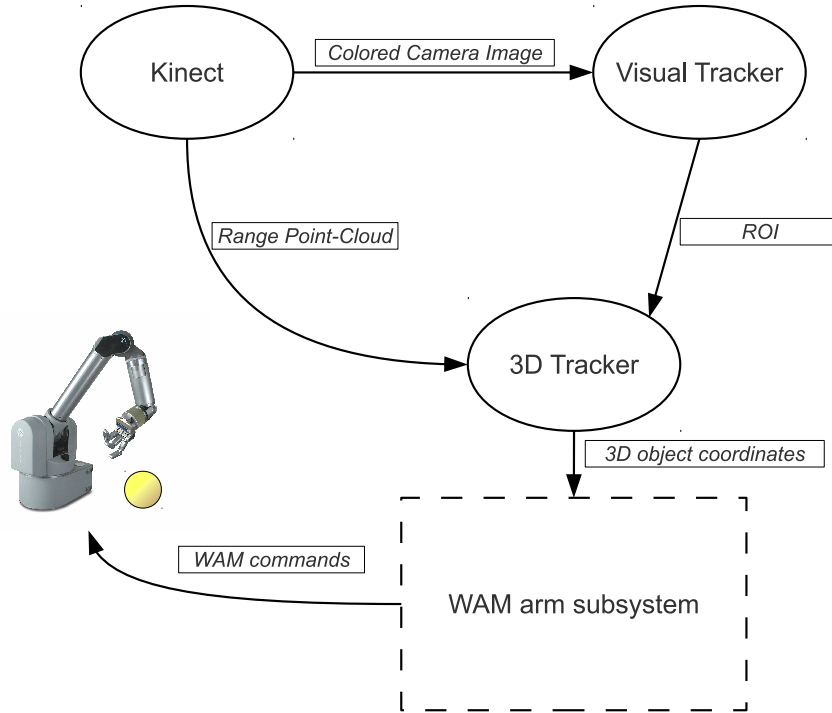 Kinect
Colored Camera Image
Visual Tracker
Range Point-Cloud
ROI
3D Tracker
3D object coordinates
WAM commands
WAM arm subsystem